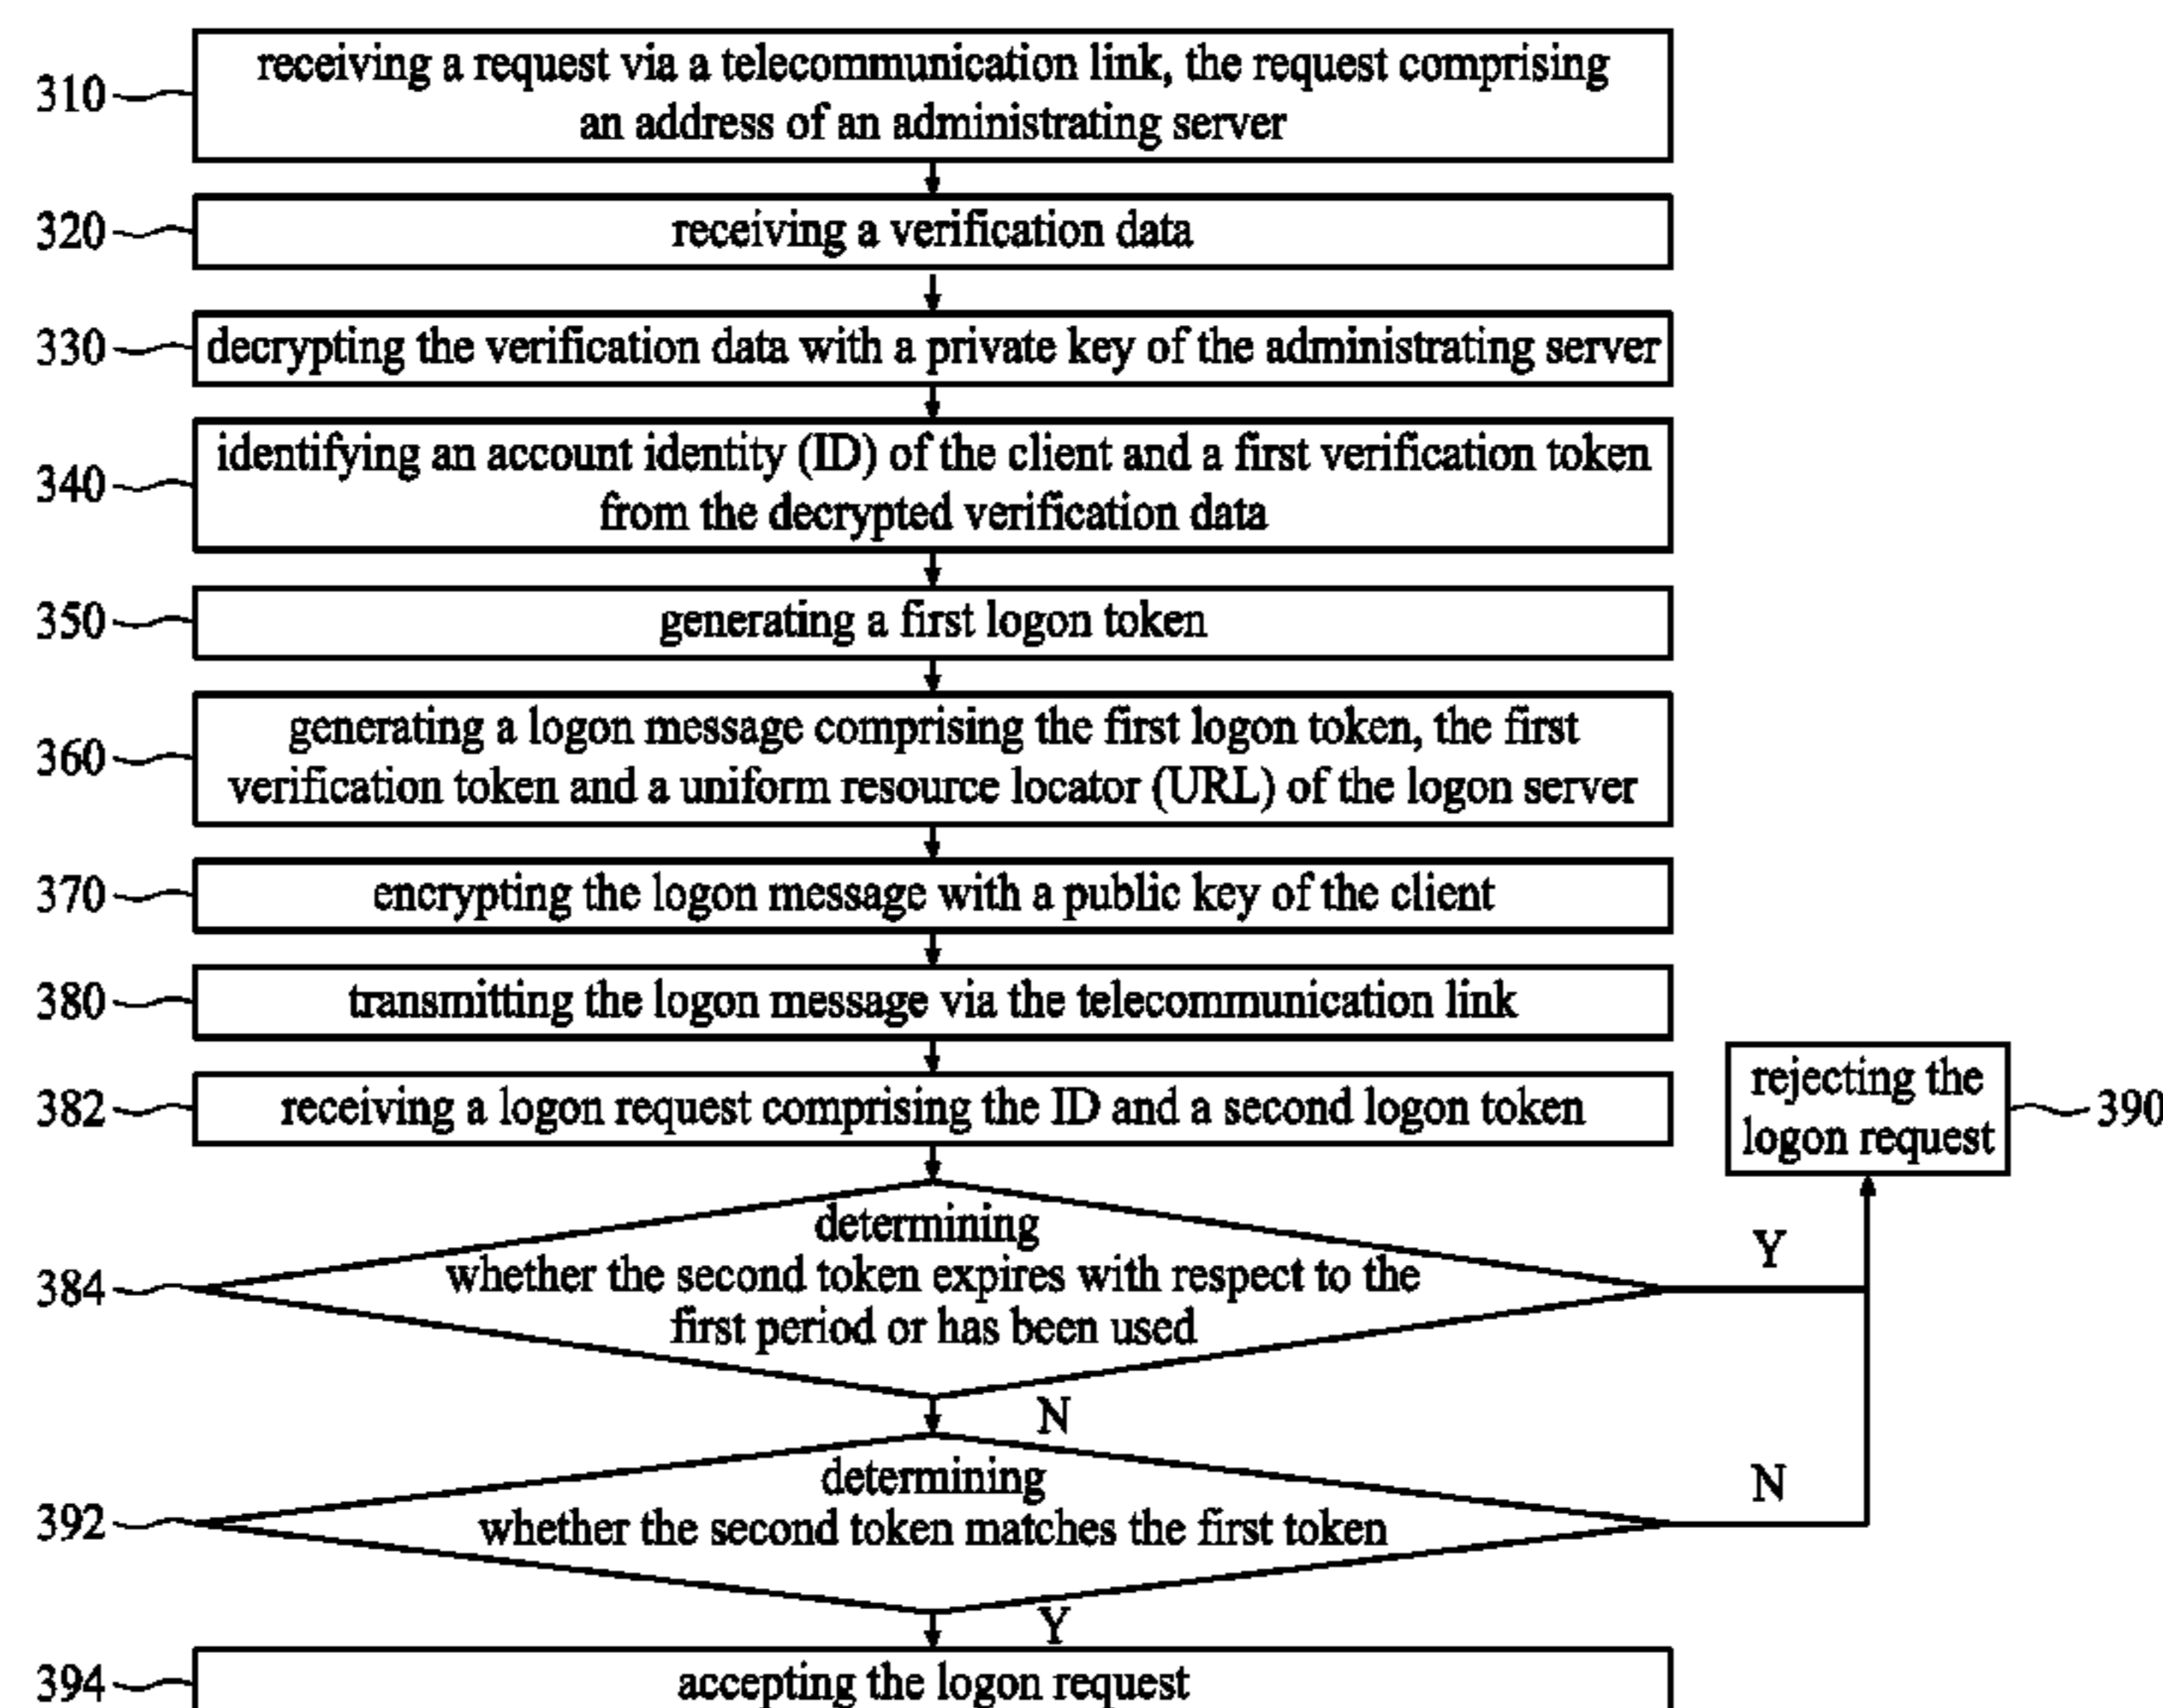 310
receiving a request via a telecommunication link, the request comprising
an address of an administrating server
320
receiving a verification data
330
decrypting the verification data with a private key of the administrating server
340
identifying an account identity (ID) of the client and a first verification token
from the decrypted verification data
350
generating a first logon token
360
generating a logon message comprising the first logon token, the first
verification token and a uniform resource locator (URL) of the logon server
370
encrypting the logon message with a public key of the client
380
transmitting the logon message via the telecommunication link
382
receiving a logon request comprising the ID and a second logon token
rejecting the
logon request
390
384
determining
whether the second token expires with respect to the
first period or has been used
Y
N
392
determining
whether the second token matches the first token
N
Y
394
accepting the logon request